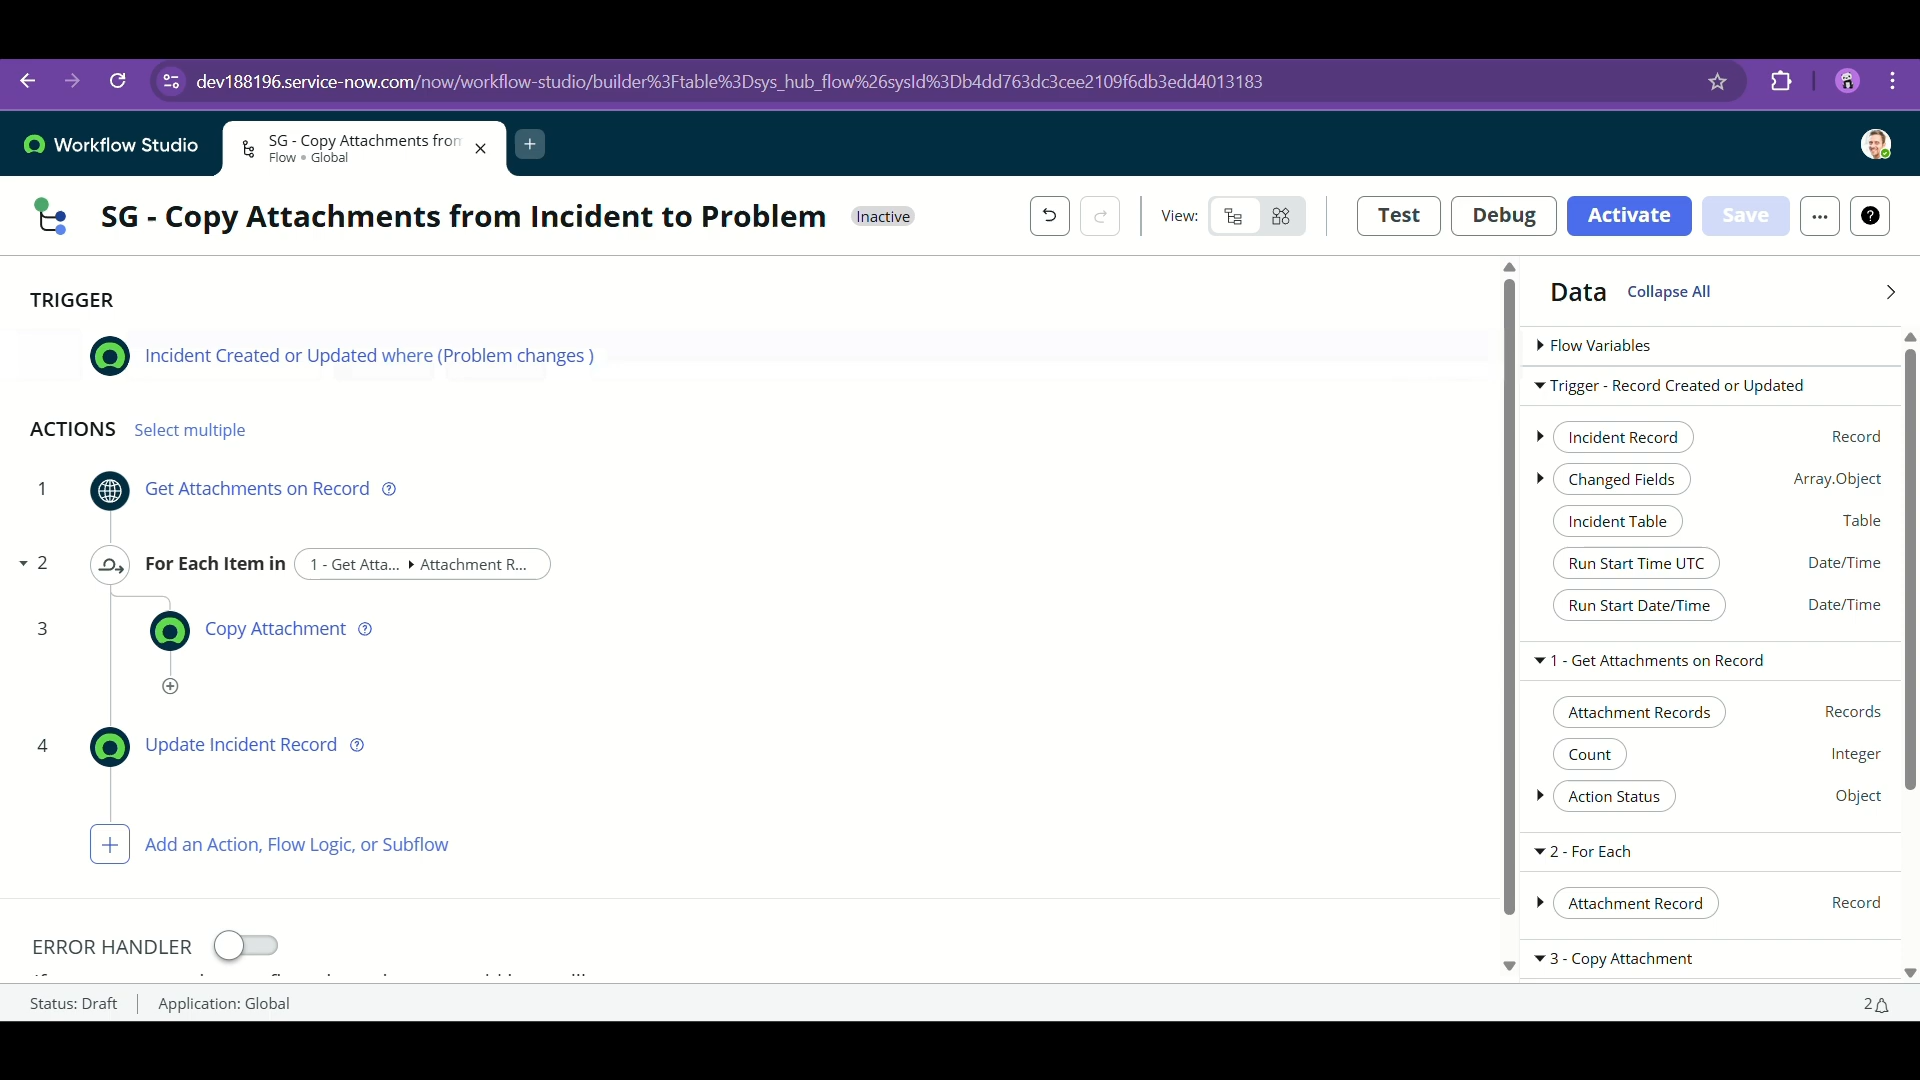 dev188196.service-now.com/now/workflow-studio/builder%3Ftable%3Dsys_hub_flow%26sysId%3Db4dd763dc3cee2109f6db3edd4013183
Workflow Studio
SG - Copy Attachments from
Flow • Global
SG - Copy Attachments from Incident to Problem
Inactive
View:
Test
Debug
Activate
Save
TRIGGER
Incident Created or Updated where (Problem changes )
ACTIONS
Select multiple
1
Get Attachments on Record
2
For Each Item in
1 - Get Atta...
Attachment R...
3
Copy Attachment
4
Update Incident Record
Add an Action, Flow Logic, or Subflow
ERROR HANDLER
Data
Collapse All
Flow Variables
Trigger - Record Created or Updated
Incident Record
Record
Changed Fields
Array.Object
Incident Table
Table
Run Start Time UTC
Date/Time
Run Start Date/Time
Date/Time
1 - Get Attachments on Record
Attachment Records
Records
Count
Integer
Action Status
Object
2 - For Each
Attachment Record
Record
3 - Copy Attachment
Status: Draft
Application: Global
2